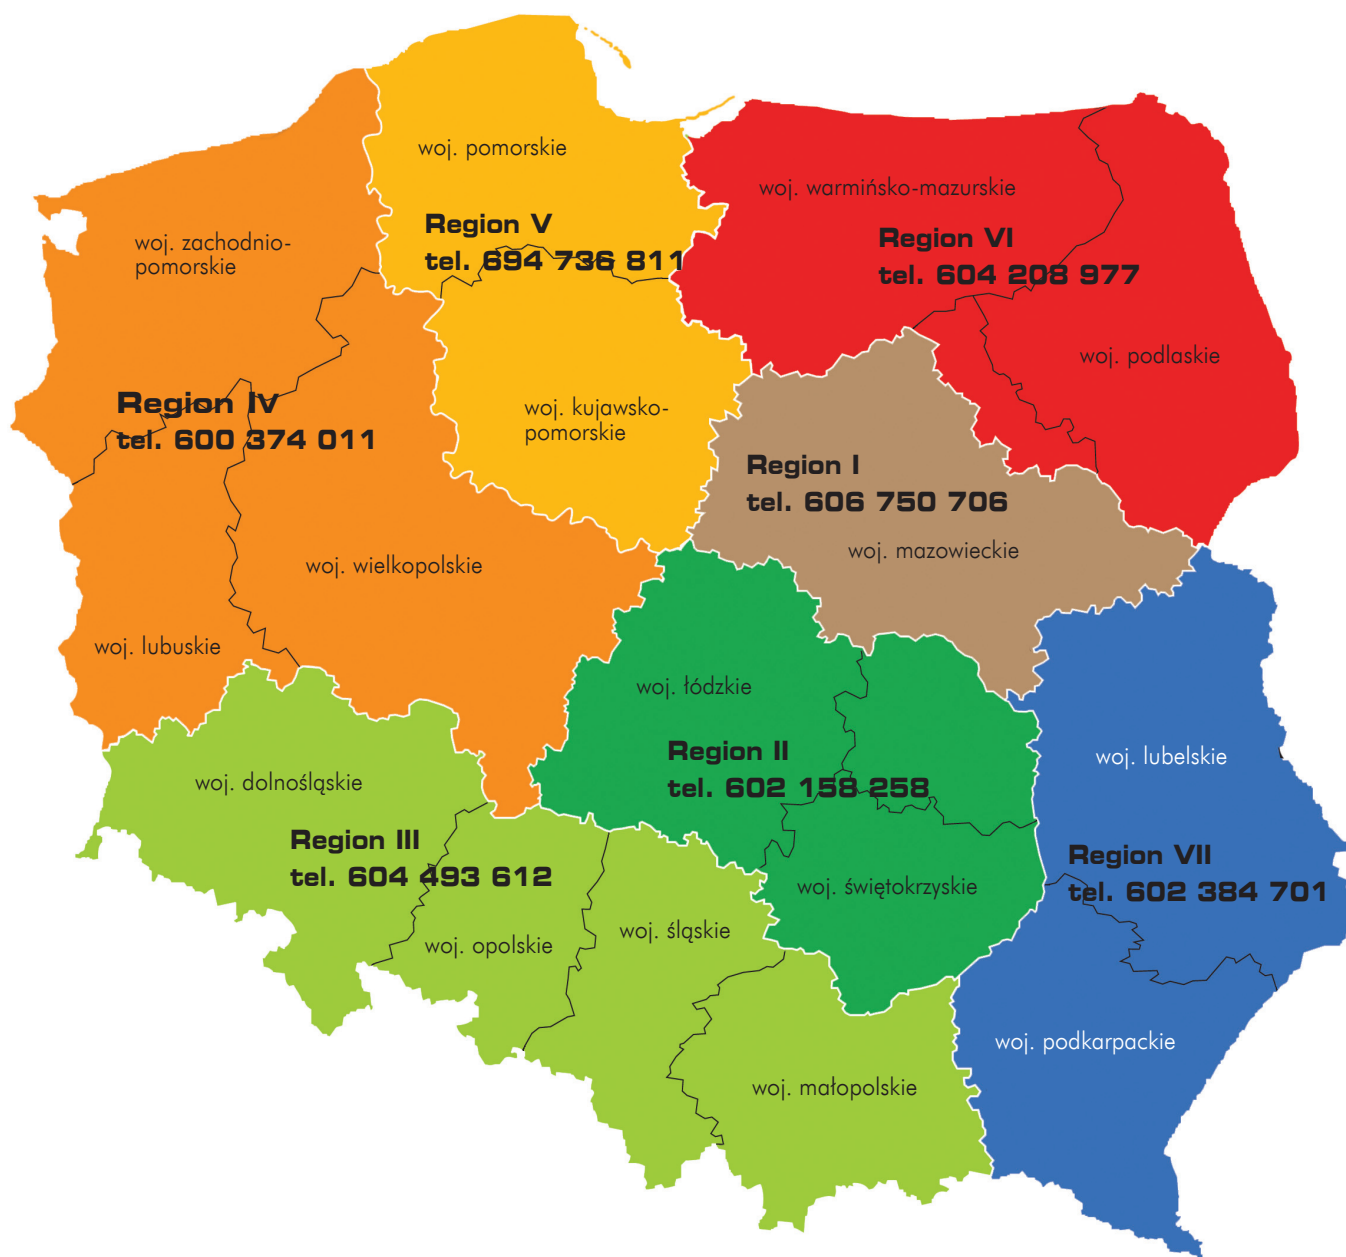 woj. pomorskie
Region V
tel. 694 736 811
woj. warmińsko-mazurskie
Region VI
tel. 604 208 977
woj. zachodnio-
pomorskie
woj. podlaskie
Region IV
tel. 600 374 011
woj. kujawsko-
pomorskie
Region I
tel. 606 750 706
woj. mazowieckie
woj. wielkopolskie
woj. lubuskie
woj. łódzkie
Region II
tel. 602 158 258
woj. lubelskie
woj. dolnośląskie
Region III
tel. 604 493 612
Region VII
tel. 602 384 701
woj. świętokrzyskie
woj. opolskie
woj. śląskie
woj. podkarpackie
woj. małopolskie